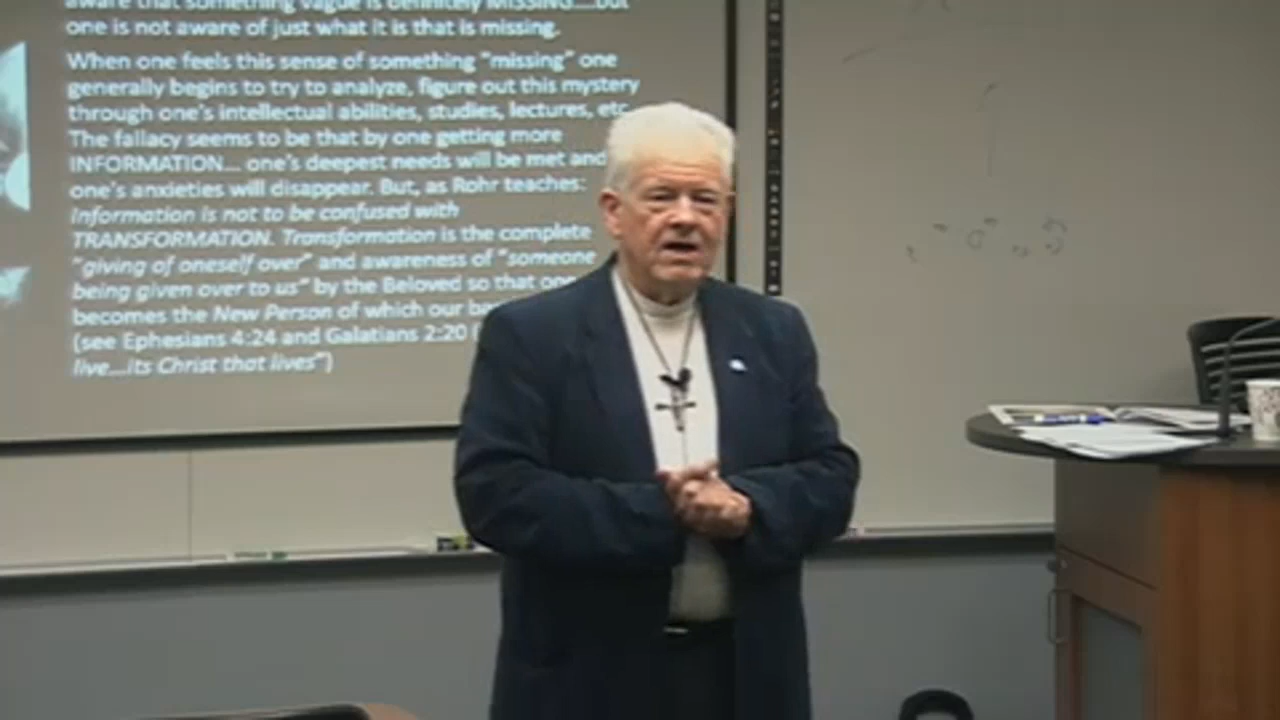 aware that something vague is definitely MISSING....but
one is not aware of just what it is that is missing.
When one feels this sense of something "missing" one
generally begins to try to analyze, figure out this mystery
through one's intellectual abilities, studies, lectures, etc.
The fallacy seems to be that by one getting more
INFORMATION... one's deepest needs will be met and
one's anxieties will disappear. But, as Rohr teaches:
Information is not to be confused with
TRANSFORMATION. Transformation is the complete
"giving of oneself over" and awareness of "someone
being given over to us" by the Beloved so that one
becomes the New Person of which our
(see Ephesians 4:24 and Galatians 2:20
live...its Christ that lives")